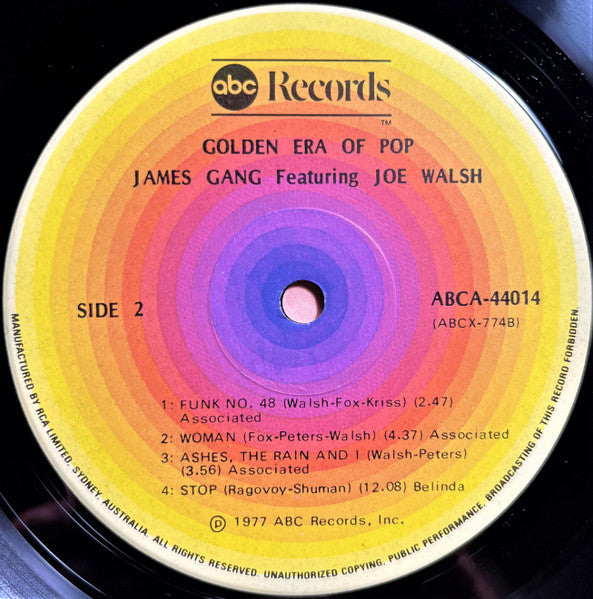 abc Records
TM
GOLDEN ERA OF POP
JAMES GANG Featuring JOE WALSH
SIDE 2
ABCA-44014
(ABCX-774B)
1: FUNK NO. 48 (Walsh-Fox-Kriss) (2.47)
Associated
2: WOMAN (Fox-Peters-Walsh) (4.37) Associated
3: ASHES, THE RAIN AND I (Walsh-Peters)
(3.56) Associated
4: STOP (Ragovoy-Shuman) (12.08) Belinda
℗ 1977 ABC Records, Inc.
MANUFACTURED BY RCA LIMITED, SYDNEY AUSTRALIA. ALL RIGHTS RESERVED. UNAUTHORIZED COPYING, PUBLIC PERFORMANCE, BROADCASTING OF THIS RECORD FORBIDDEN.